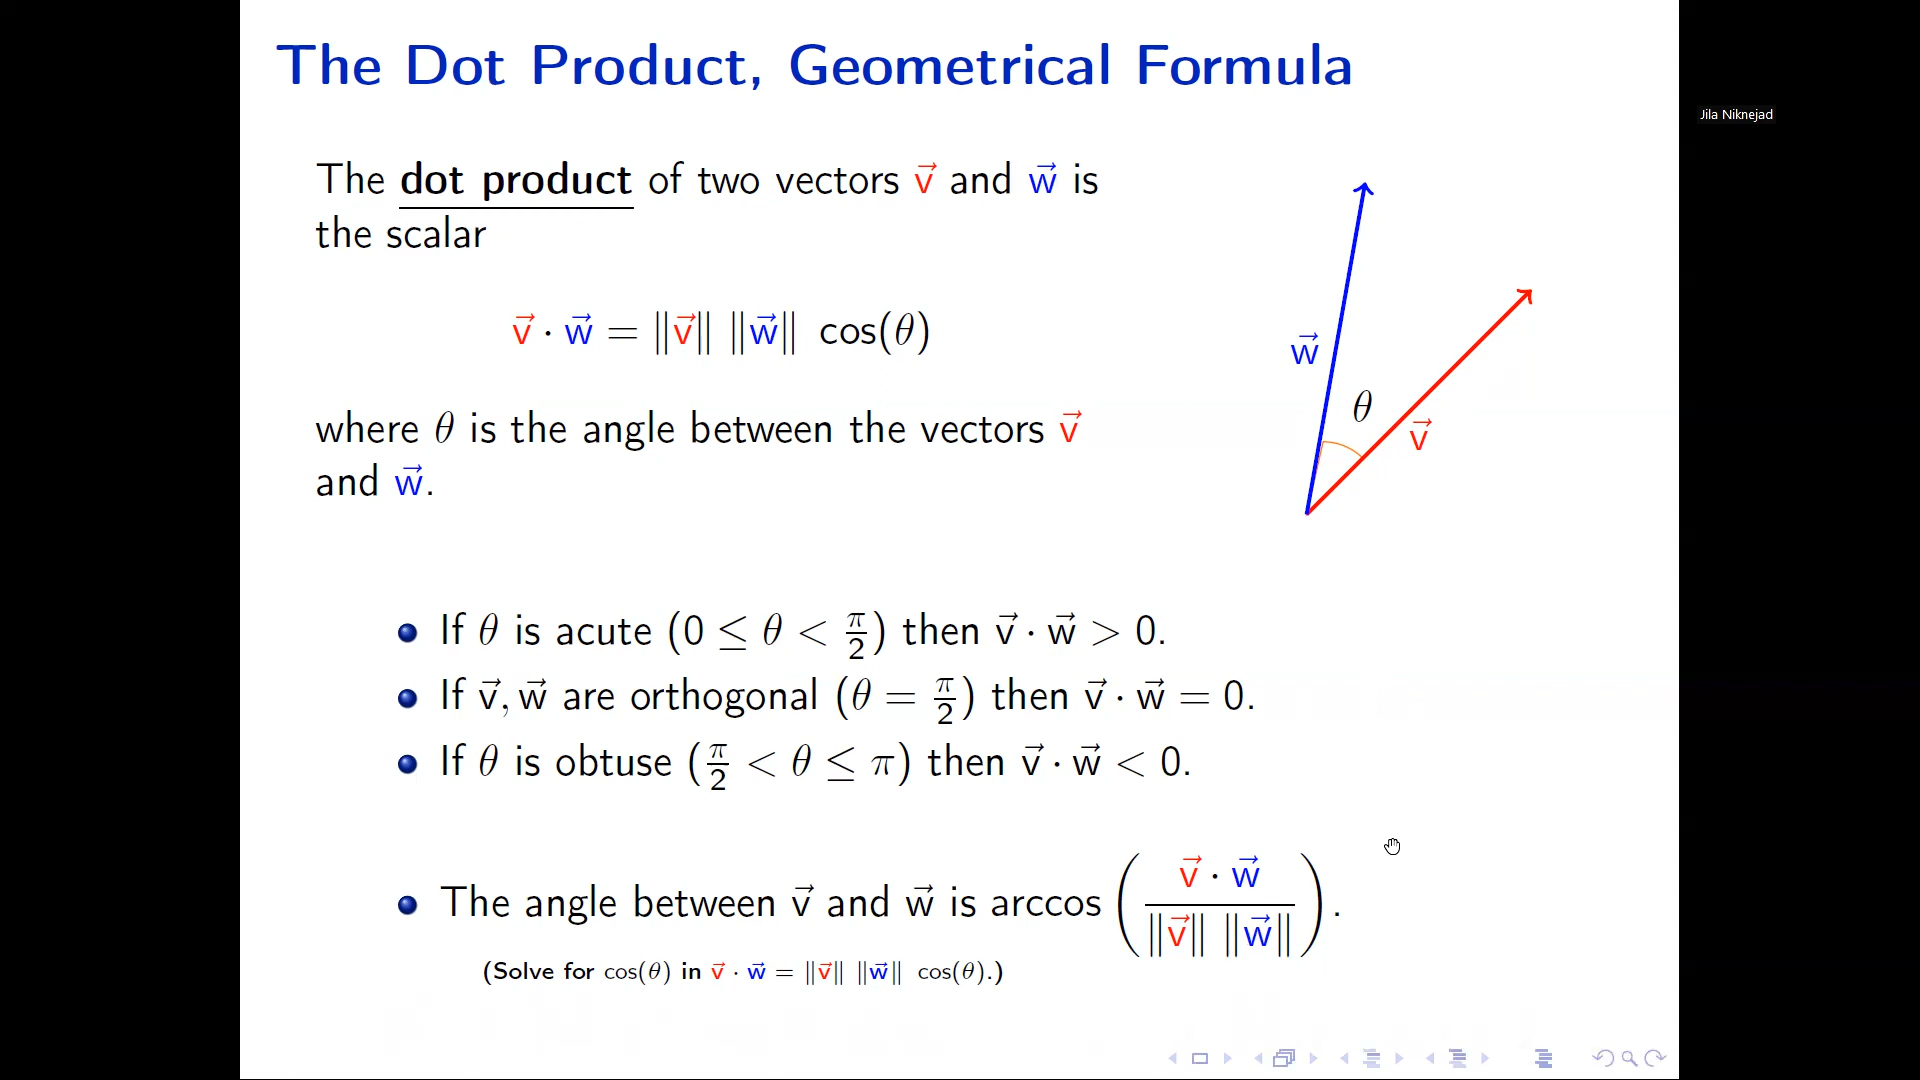 The Dot Product, Geometrical Formula
Jila Niknejad
The dot product of two vectors v⃗ and w⃗ is
the scalar
v⃗ · w⃗ = ‖v⃗‖ ‖w⃗‖ cos(θ)
where θ is the angle between the vectors v⃗
and w⃗.
w⃗
θ
v⃗
If θ is acute (0 ≤ θ < π/2) then v⃗ · w⃗ > 0.
If v⃗, w⃗ are orthogonal (θ = π/2) then v⃗ · w⃗ = 0.
If θ is obtuse (π/2 < θ ≤ π) then v⃗ · w⃗ < 0.
The angle between v⃗ and w⃗ is arccos (v⃗ · w⃗ / ‖v⃗‖ ‖w⃗‖).
(Solve for cos(θ) in v⃗ · w⃗ = ‖v⃗‖ ‖w⃗‖ cos(θ).)